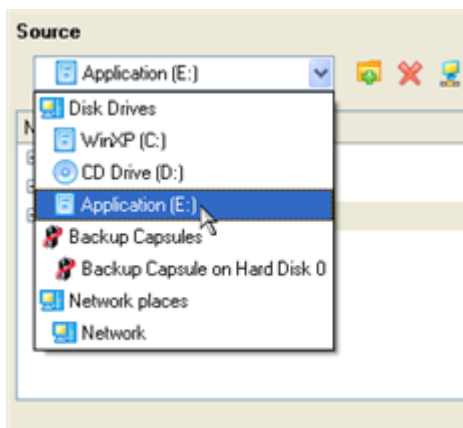 Source
Application (E:)
Disk Drives
N
WinXP (C:)
CD Drive (D:)
Application (E:)
Backup Capsules
Backup Capsule on Hard Disk 0
Network places
Network